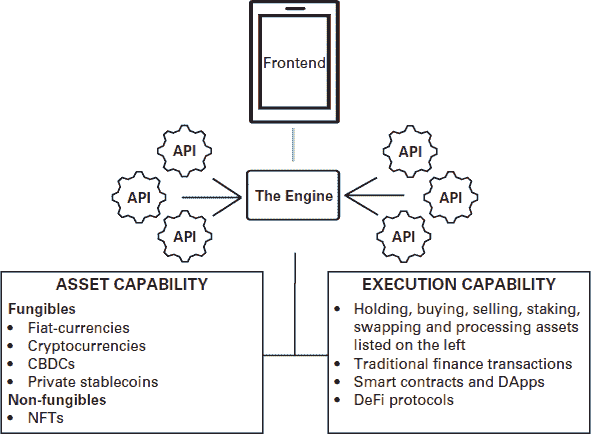 Frontend
API
API
API
The Engine
API
API
API
ASSET CAPABILITY
Fungibles
• Fiat-currencies
• Cryptocurrencies
• CBDCs
• Private stablecoins
Non-fungibles
• NFTs
EXECUTION CAPABILITY
• Holding, buying, selling, staking,
swapping and processing assets
listed on the left
• Traditional finance transactions
• Smart contracts and DApps
• DeFi protocols